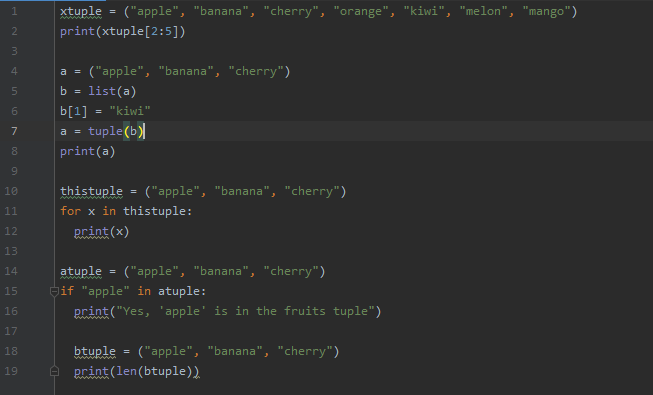 1 xtuple = ("apple", "banana", "cherry", "orange", "kiwi", "melon", "mango")
2 print(xtuple[2:5])
3
4 a = ("apple", "banana", "cherry")
5 b = list(a)
6 b[1] = "kiwi"
7 a = tuple(b)
8 print(a)
9
10 thistuple = ("apple", "banana", "cherry")
11 for x in thistuple:
12   print(x)
13
14 atuple = ("apple", "banana", "cherry")
15 if "apple" in atuple:
16   print("Yes, 'apple' is in the fruits tuple")
17
18   btuple = ("apple", "banana", "cherry")
19   print(len(btuple))